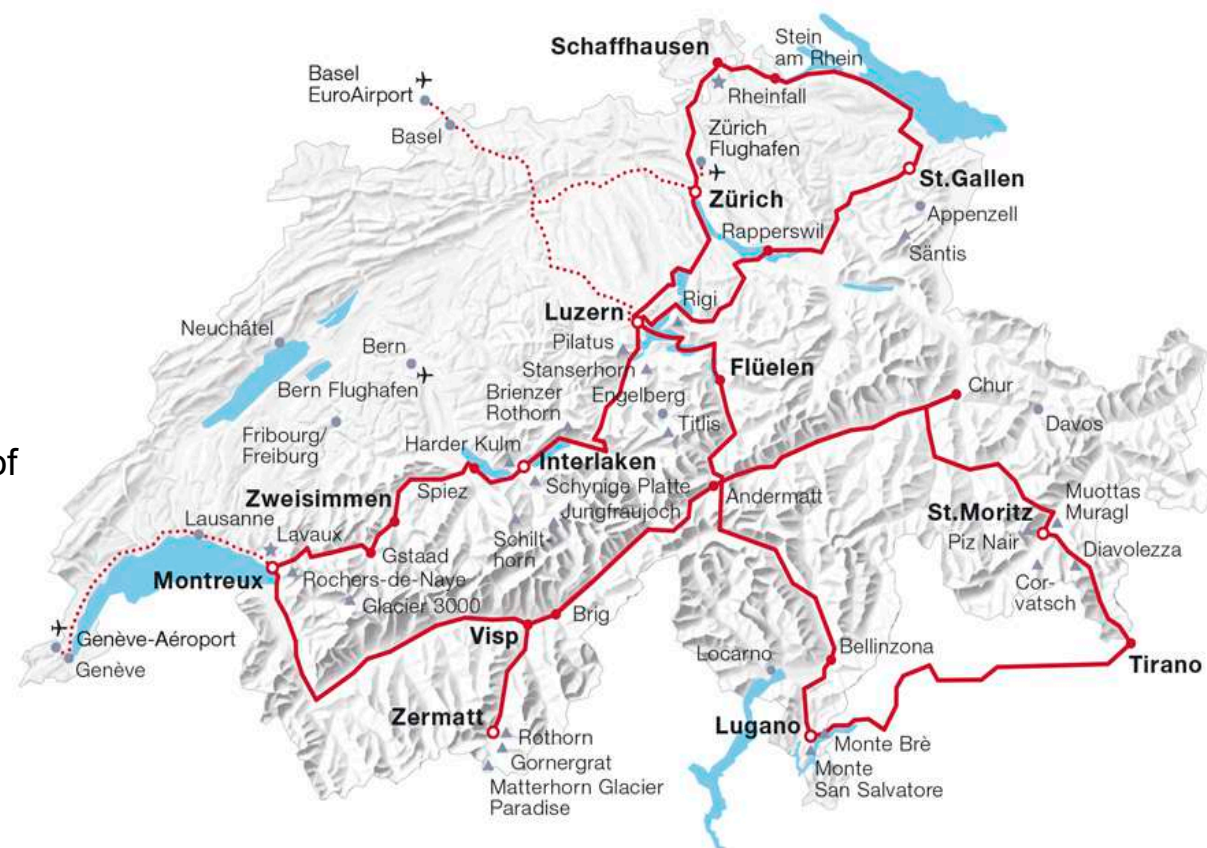 Schaffhausen
Stein
am Rhein
Basel
EuroAirport
Rheinfall
Basel
Zürich
Flughafen
St.Gallen
Zürich
Appenzell
Rapperswil
Säntis
Rigi
Luzern
Neuchâtel
Pilatus
Bern
Stanserhorn
Flüelen
Bern Flughafen
Brienzer
Rothorn
Engelberg
Chur
Titlis
Davos
Fribourg/
Freiburg
Harder Kulm
of
Interlaken
Zweisimmen
Spiez
Schynige Platte
Andermatt
Muottas
Muragl
Jungfraujoch
Lausanne
Lavaux
St.Moritz
Piz Nair
Schilt-
horn
Gstaad
Diavolezza
Montreux
Rochers-de-Naye
Cor-
vatsch
Glacier 3000
Brig
Genève-Aéroport
Visp
Bellinzona
Locarno
Tirano
Genève
Zermatt
Lugano
Rothorn
Monte Brè
Gornergrat
Monte
San Salvatore
Matterhorn Glacier
Paradise